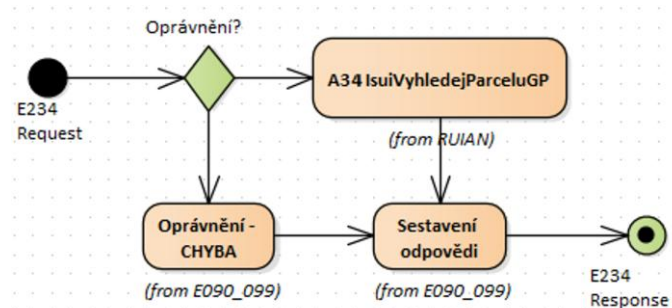 Oprávnění?
A34 IsuiVyhledejParceluGP
E234
Request
(from RUIAN)
Oprávnění -
CHYBA
Sestavení
odpovědi
(from E090_099)
(from E090_099)
E234
Response